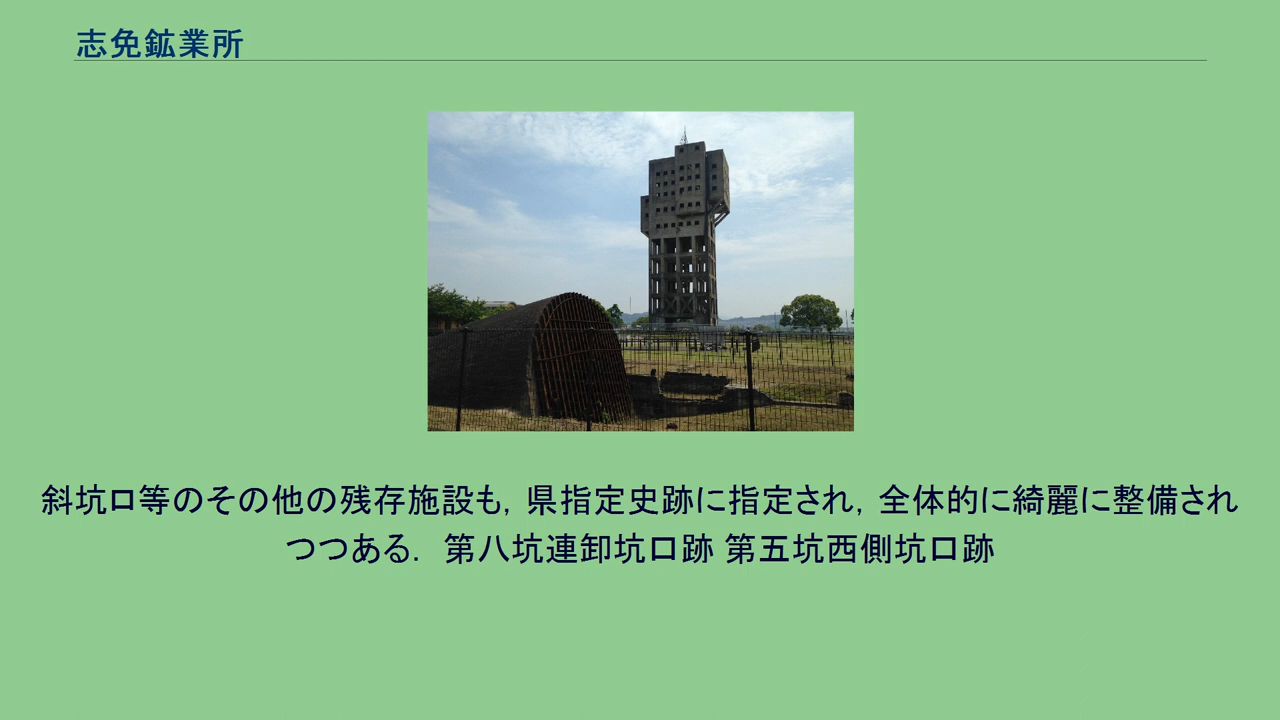 志免鉱業所
斜坑口等のその他の残存施設も，県指定史跡に指定され，全体的に綺麗に整備され
つつある． 第八坑連卸坑口跡 第五坑西側坑口跡